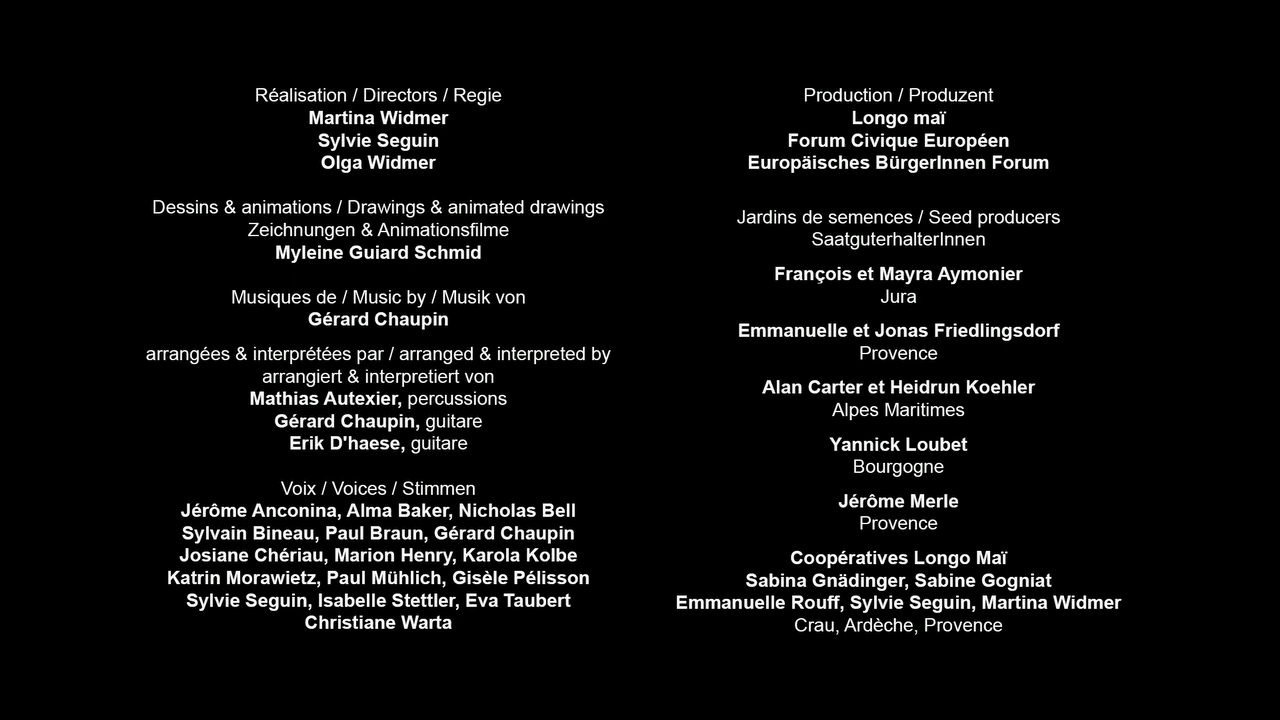 Réalisation / Directors / Regie
Martina Widmer
Sylvie Seguin
Olga Widmer
Dessins & animations / Drawings & animated drawings
Zeichnungen & Animationsfilme
Myleine Guiard Schmid
Musiques de / Music by / Musik von
Gérard Chaupin
arrangées & interprétées par / arranged & interpreted by
arrangiert & interpretiert von
Mathias Autexier, percussions
Gérard Chaupin, guitare
Erik D'haese, guitare
Voix / Voices / Stimmen
Jérôme Anconina, Alma Baker, Nicholas Bell
Sylvain Bineau, Paul Braun, Gérard Chaupin
Josiane Chériau, Marion Henry, Karola Kolbe
Katrin Morawietz, Paul Mühlich, Gisèle Pélisson
Sylvie Seguin, Isabelle Stettler, Eva Taubert
Christiane Warta
Production / Produzent
Longo maï
Forum Civique Européen
Europäisches BürgerInnen Forum
Jardins de semences / Seed producers
SaatguterhalterInnen
François et Mayra Aymonier
Jura
Emmanuelle et Jonas Friedlingsdorf
Provence
Alan Carter et Heidrun Koehler
Alpes Maritimes
Yannick Loubet
Bourgogne
Jérôme Merle
Provence
Coopératives Longo Maï
Sabina Gnädinger, Sabine Gogniat
Emmanuelle Rouff, Sylvie Seguin, Martina Widmer
Crau, Ardèche, Provence